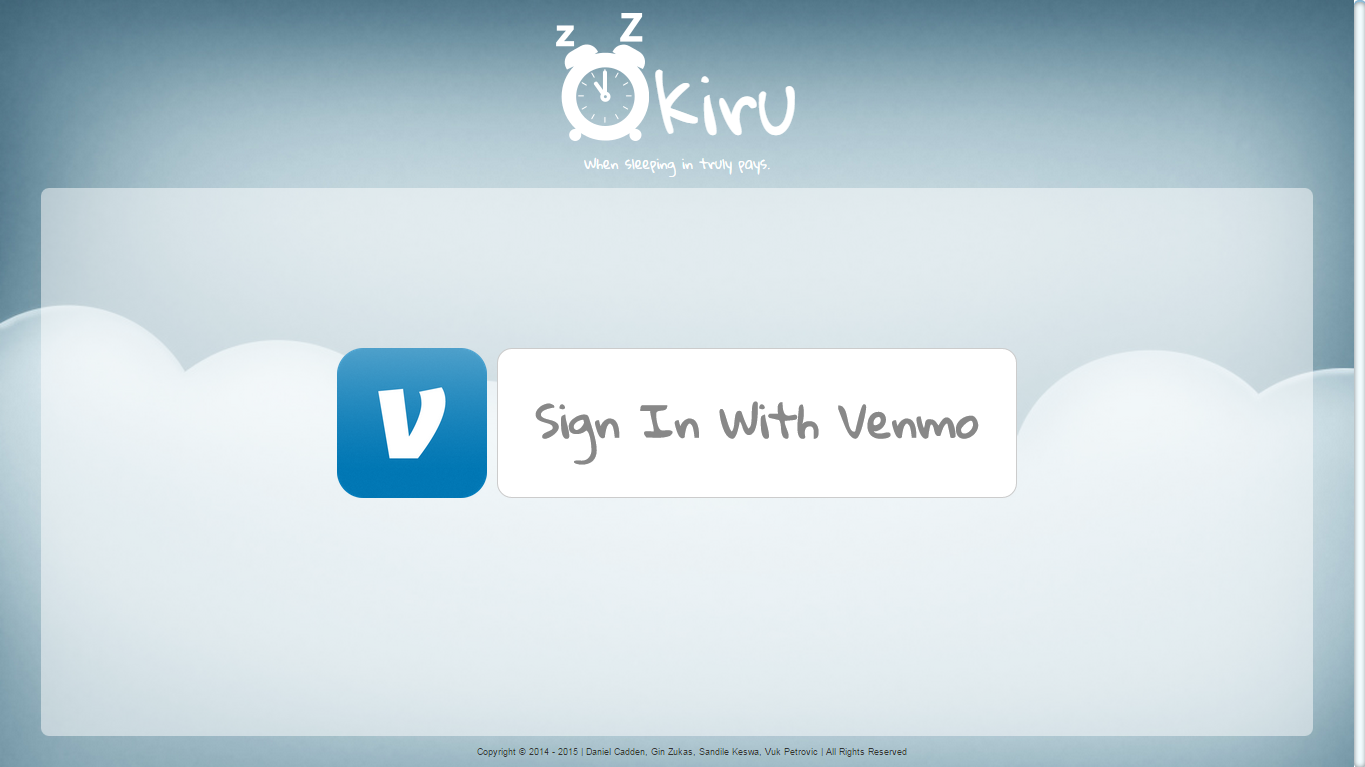 z Z
kiru
When sleeping in truly pays.
V
Sign In With Venmo
Copyright © 2014 - 2015 | Daniel Cadden, Gin Zukas, Sandile Keswa, Vuk Petrovic | All Rights Reserved